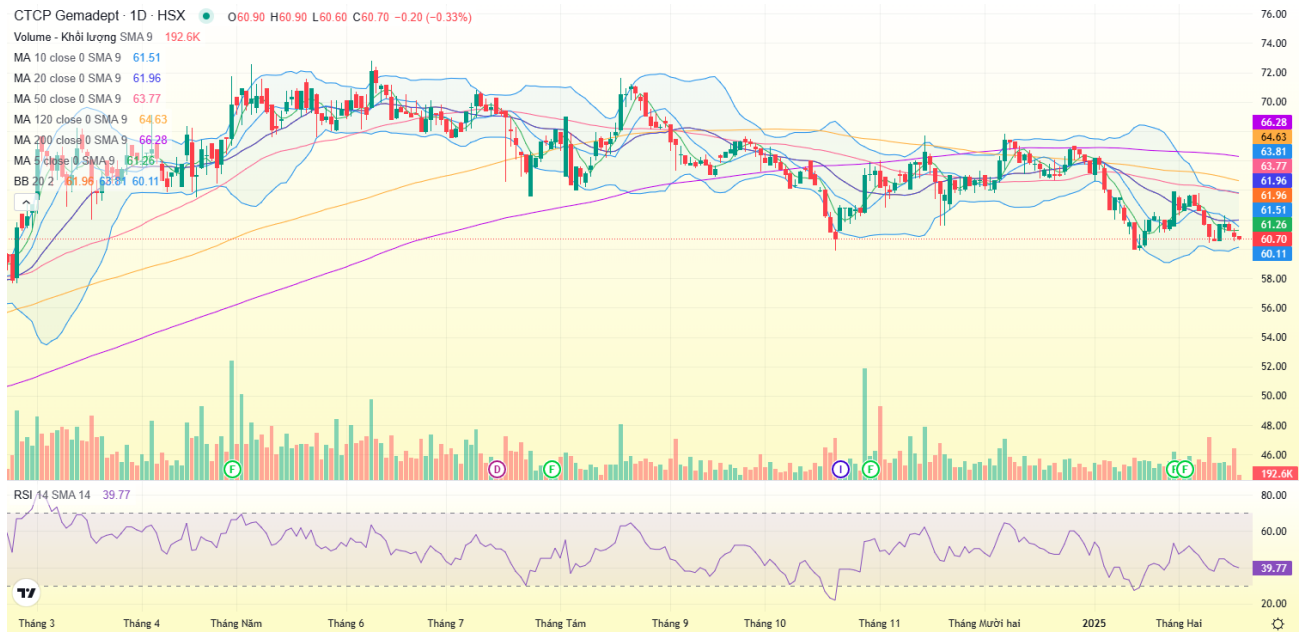 CTCP Gemadept · 1D · HSX O60.90 H60.90 L60.60 C60.70 −0.20 (−0.33%)
Volume - Khối lượng SMA 9 192.6K
MA 10 close 0 SMA 9 61.51
MA 20 close 0 SMA 9 61.96
MA 50 close 0 SMA 9 63.77
MA 120 close 0 SMA 9 64.63
MA 200 close 0 SMA 9 66.28
MA 5 close 0 SMA 9 61.26
BB 20 2 61.96 63.81 60.11
76.00
74.00
72.00
70.00
66.28
64.63
63.81
63.77
61.96
61.96
61.51
61.26
60.70
60.11
58.00
56.00
54.00
52.00
50.00
48.00
46.00
192.6K
F D F I F F F
RSI 14 SMA 14 39.77
80.00
60.00
39.77
20.00
Tháng 3 Tháng 4 Tháng Năm Tháng 6 Tháng 7 Tháng Tám Tháng 9 Tháng 10 Tháng 11 Tháng Mười hai 2025 Tháng Hai